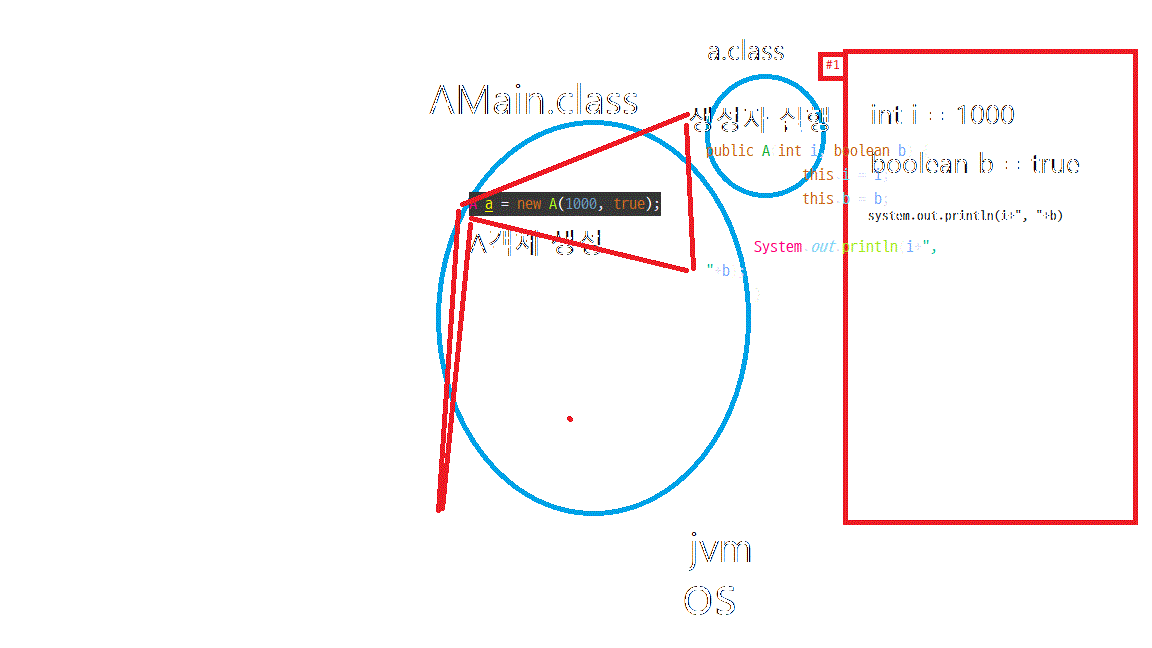 a.class
#1
AMain.class
생성자 실행
public A int i, boolean b
this.i = i;
this.b = b;
System.out.println i+",
"+b
a = new A(1000, true);
A객체 생성
int i = 1000
boolean b = true
system.out.println(i+", "+b)
jvm
OS